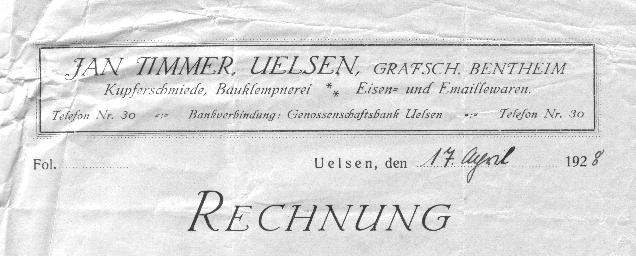 JAN TIMMER, UELSEN, GRAFSCH. BENTHEIM
Kupferschmiede, Bauklempnerei *** Eisen= und Emaillewaren.
Telefon Nr. 30 -:- Bankverbindung: Genossenschaftsbank Uelsen -:- Telefon Nr. 30
Fol. Uelsen, den 17. April 1928
RECHNUNG